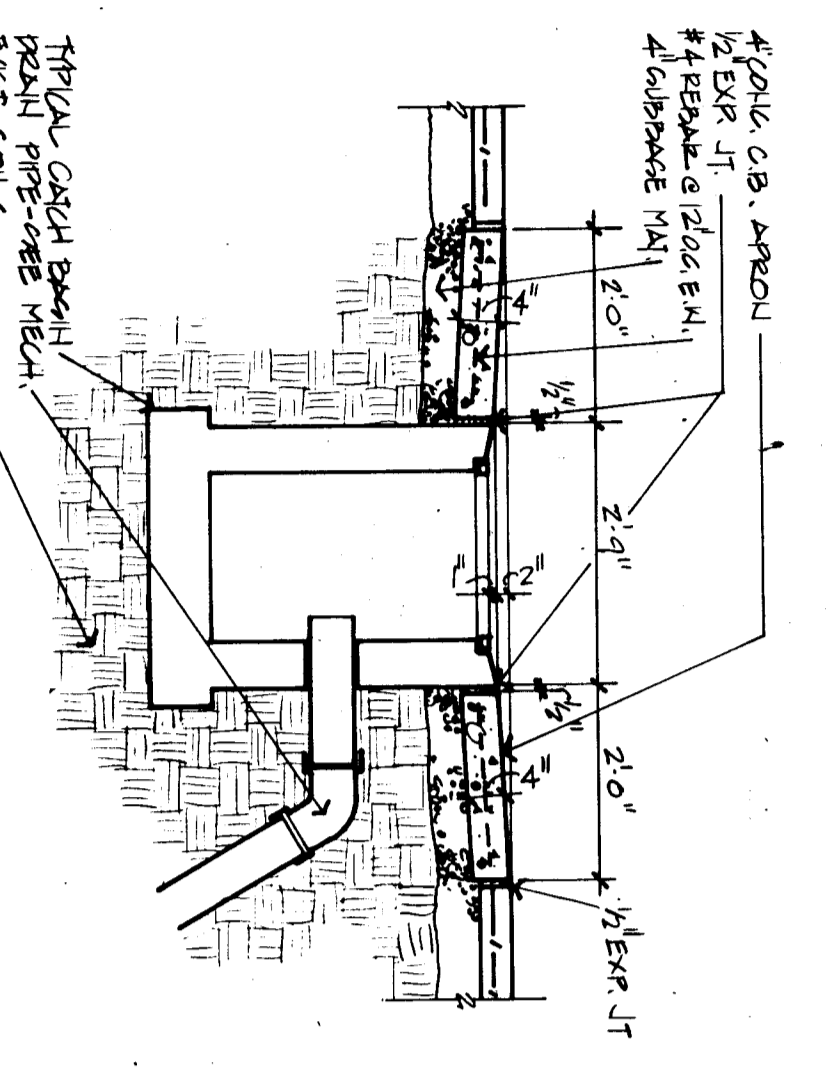 4" CONC. C.B. APRON
1/2" EXP. JT.
#4 REBAR @ 12" O.C. E.W.
4" SUBBASE MAT.
2'-0"
1/2"
2'-9"
1/2"
2'-0"
1/2" EXP. JT
4"
1"
2"
4"
TYPICAL CATCH BASIN
DRAIN PIPE-SEE MECH.